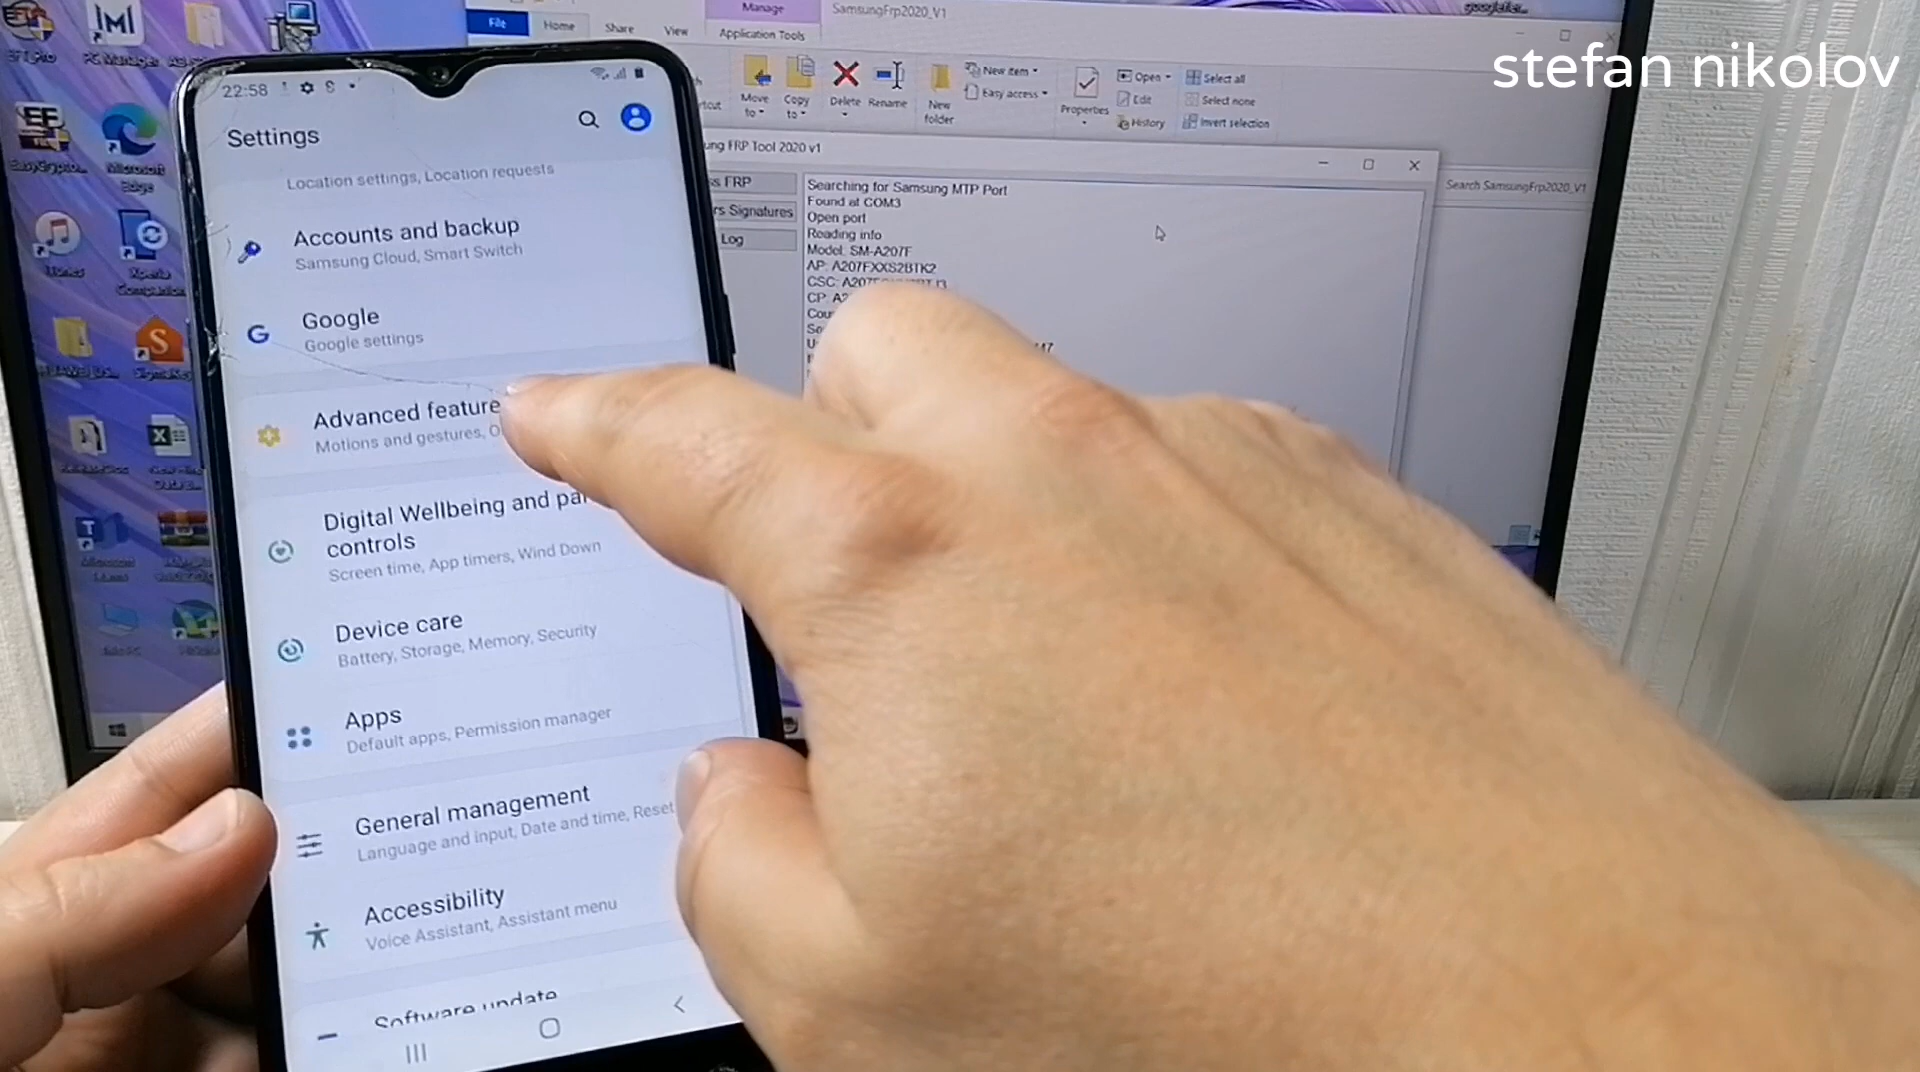 stefan nikolov
File
Home
Share
View
Manage
Application Tools
SamsungFrp2020_V1
Move to
Copy to
Delete
Rename
New folder
New item
Easy access
Properties
Open
Edit
History
Select all
Select none
Invert selection
Search SamsungFrp2020_V1
FRP Tool 2020 v1
FRP
Signatures
Log
Searching for Samsung MTP Port
Found at COM3
Open port
Reading info
Model: SM-A207F
AP: A207FXXS2BTK2
PC Manager
Microsoft
Edge
iTunes
Xperia
22:58
Settings
Location settings, Location requests
Accounts and backup
Samsung Cloud, Smart Switch
Google
Google settings
Advanced feature
Motions and gestures,
Digital Wellbeing and
controls
Screen time, App timers, Wind Down
Device care
Battery, Storage, Memory, Security
Apps
Default apps, Permission manager
General management
Language and input, Date and time, Reset
Accessibility
Voice Assistant, Assistant menu
Software update